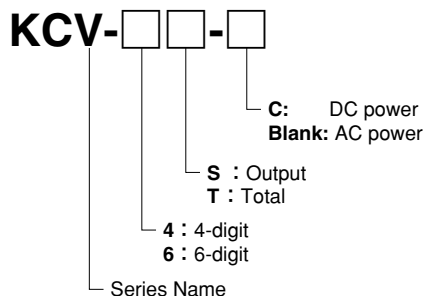 KCV-□□-□
C: DC power
Blank: AC power
S : Output
T : Total
4 : 4-digit
6 : 6-digit
Series Name